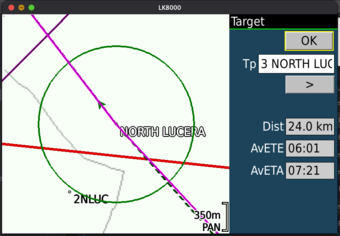 LK8000
Target
OK
Tp 3 NORTH LUC
>
NORTH LUCERA
Dist 24.0 km
AvETE 06:01
AvETA 07:21
2NLUC
350m
PAN